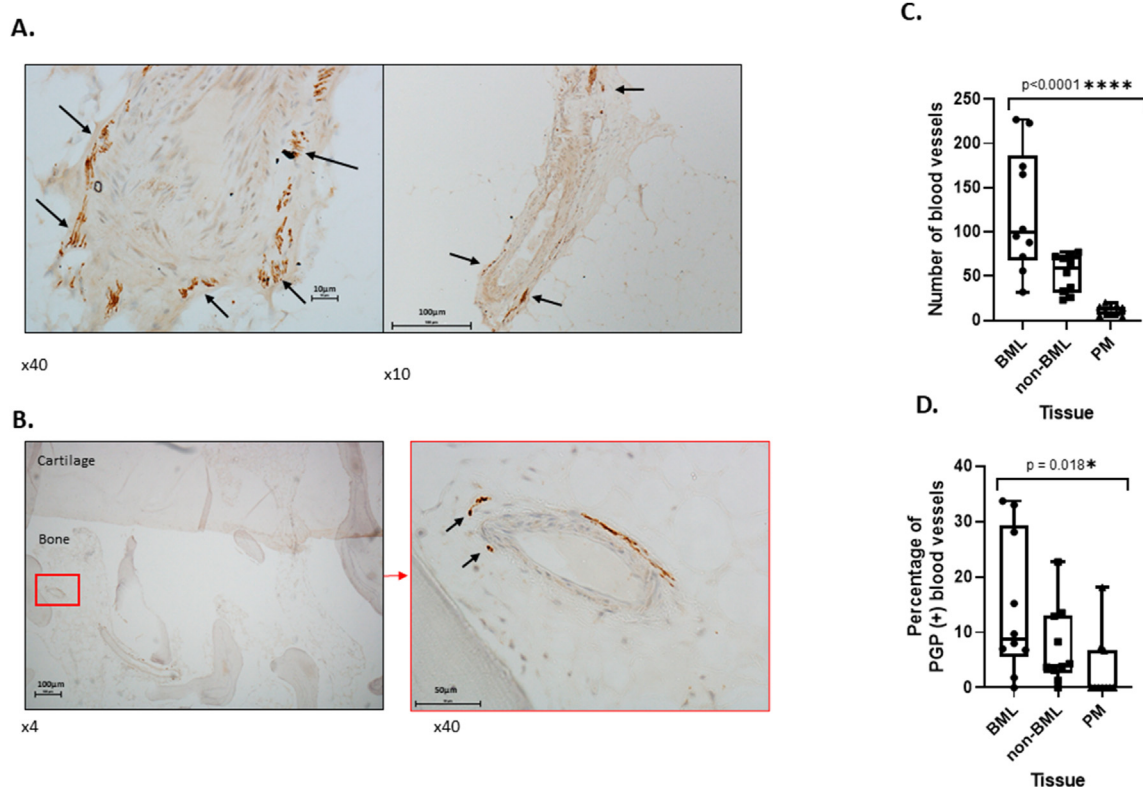 A.
10µm
100µm
x40
x10
B.
Cartilage
Bone
100µm
x4
50µm
x40
C.
p<0.0001 ****
Number of blood vessels
250
200
150
100
50
0
BML
non-BML
PM
Tissue
D.
p = 0.018*
Percentage of
PGP (+) blood vessels
40
30
20
10
0
BML
non-BML
PM
Tissue